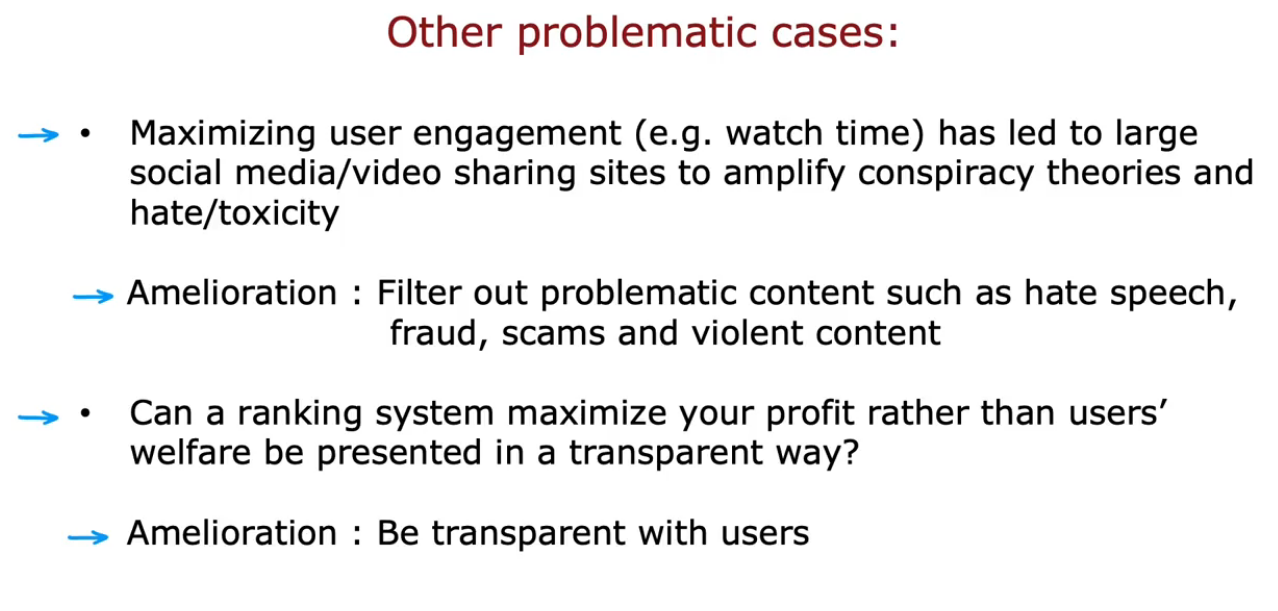 Other problematic cases:
• Maximizing user engagement (e.g. watch time) has led to large
social media/video sharing sites to amplify conspiracy theories and
hate/toxicity
Amelioration : Filter out problematic content such as hate speech,
fraud, scams and violent content
• Can a ranking system maximize your profit rather than users’
welfare be presented in a transparent way?
Amelioration : Be transparent with users